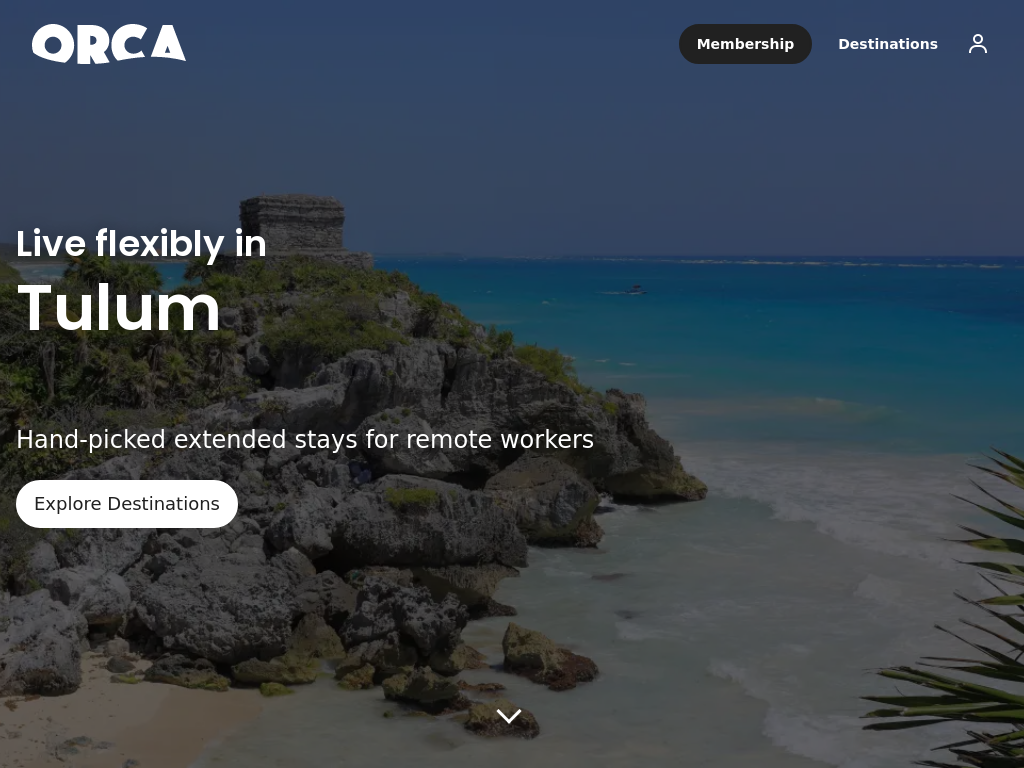 ORCA
Membership
Destinations
Live flexibly in
Tulum
Hand-picked extended stays for remote workers
Explore Destinations